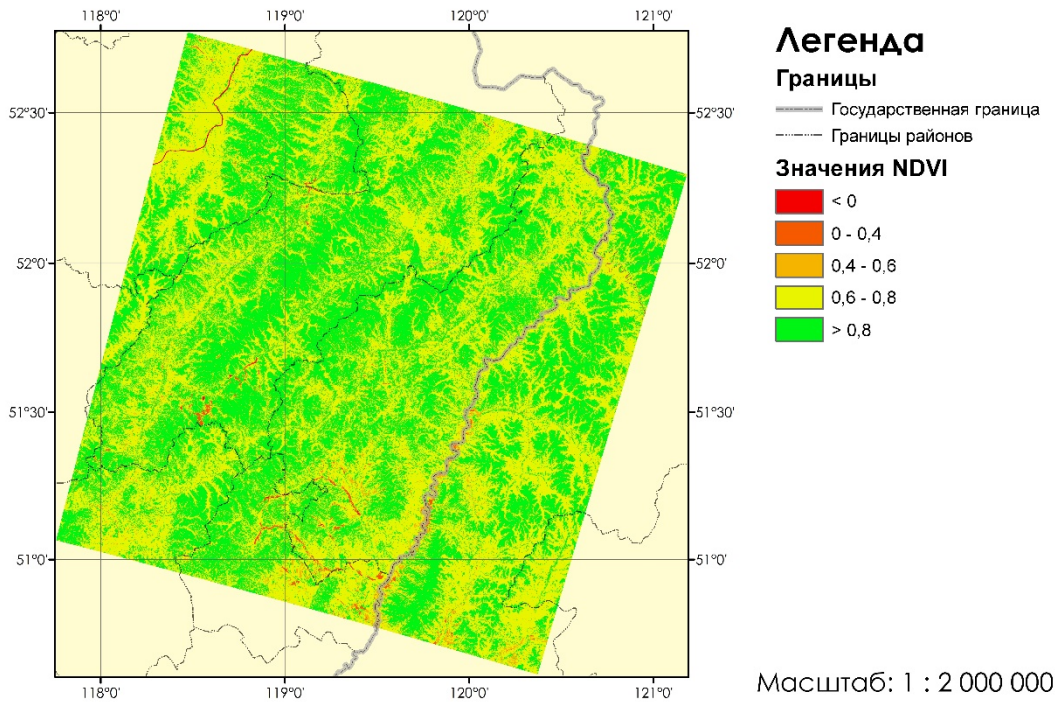 118°0' 119°0' 120°0' 121°0'
Легенда
Границы
Государственная граница
Границы районов
Значения NDVI
< 0
0 - 0,4
0,4 - 0,6
0,6 - 0,8
> 0,8
52°30' 52°30'
52°0' 52°0'
51°30' 51°30'
51°0' 51°0'
118°0' 119°0' 120°0' 121°0'
Масштаб: 1 : 2 000 000